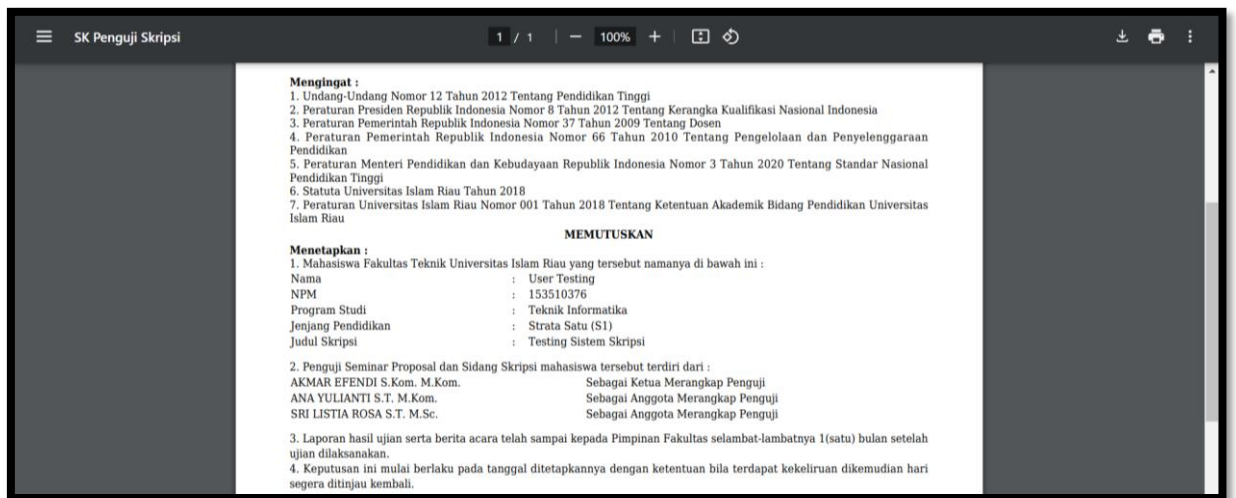 SK Penguji Skripsi
1 / 1 | − 100% + |
Mengingat :
1. Undang-Undang Nomor 12 Tahun 2012 Tentang Pendidikan Tinggi
2. Peraturan Presiden Republik Indonesia Nomor 8 Tahun 2012 Tentang Kerangka Kualifikasi Nasional Indonesia
3. Peraturan Pemerintah Republik Indonesia Nomor 37 Tahun 2009 Tentang Dosen
4. Peraturan Pemerintah Republik Indonesia Nomor 66 Tahun 2010 Tentang Pengelolaan dan Penyelenggaraan
Pendidikan
5. Peraturan Menteri Pendidikan dan Kebudayaan Republik Indonesia Nomor 3 Tahun 2020 Tentang Standar Nasional
Pendidikan Tinggi
6. Statuta Universitas Islam Riau Tahun 2018
7. Peraturan Universitas Islam Riau Nomor 001 Tahun 2018 Tentang Ketentuan Akademik Bidang Pendidikan Universitas
Islam Riau
MEMUTUSKAN
Menetapkan :
1. Mahasiswa Fakultas Teknik Universitas Islam Riau yang tersebut namanya di bawah ini :
Nama : User Testing
NPM : 153510376
Program Studi : Teknik Informatika
Jenjang Pendidikan : Strata Satu (S1)
Judul Skripsi : Testing Sistem Skripsi
2. Penguji Seminar Proposal dan Sidang Skripsi mahasiswa tersebut terdiri dari :
AKMAR EFENDI S.Kom. M.Kom. Sebagai Ketua Merangkap Penguji
ANA YULIANTI S.T. M.Kom. Sebagai Anggota Merangkap Penguji
SRI LISTIA ROSA S.T. M.Sc. Sebagai Anggota Merangkap Penguji
3. Laporan hasil ujian serta berita acara telah sampai kepada Pimpinan Fakultas selambat-lambatnya 1(satu) bulan setelah
ujian dilaksanakan.
4. Keputusan ini mulai berlaku pada tanggal ditetapkannya dengan ketentuan bila terdapat kekeliruan dikemudian hari
segera ditinjau kembali.